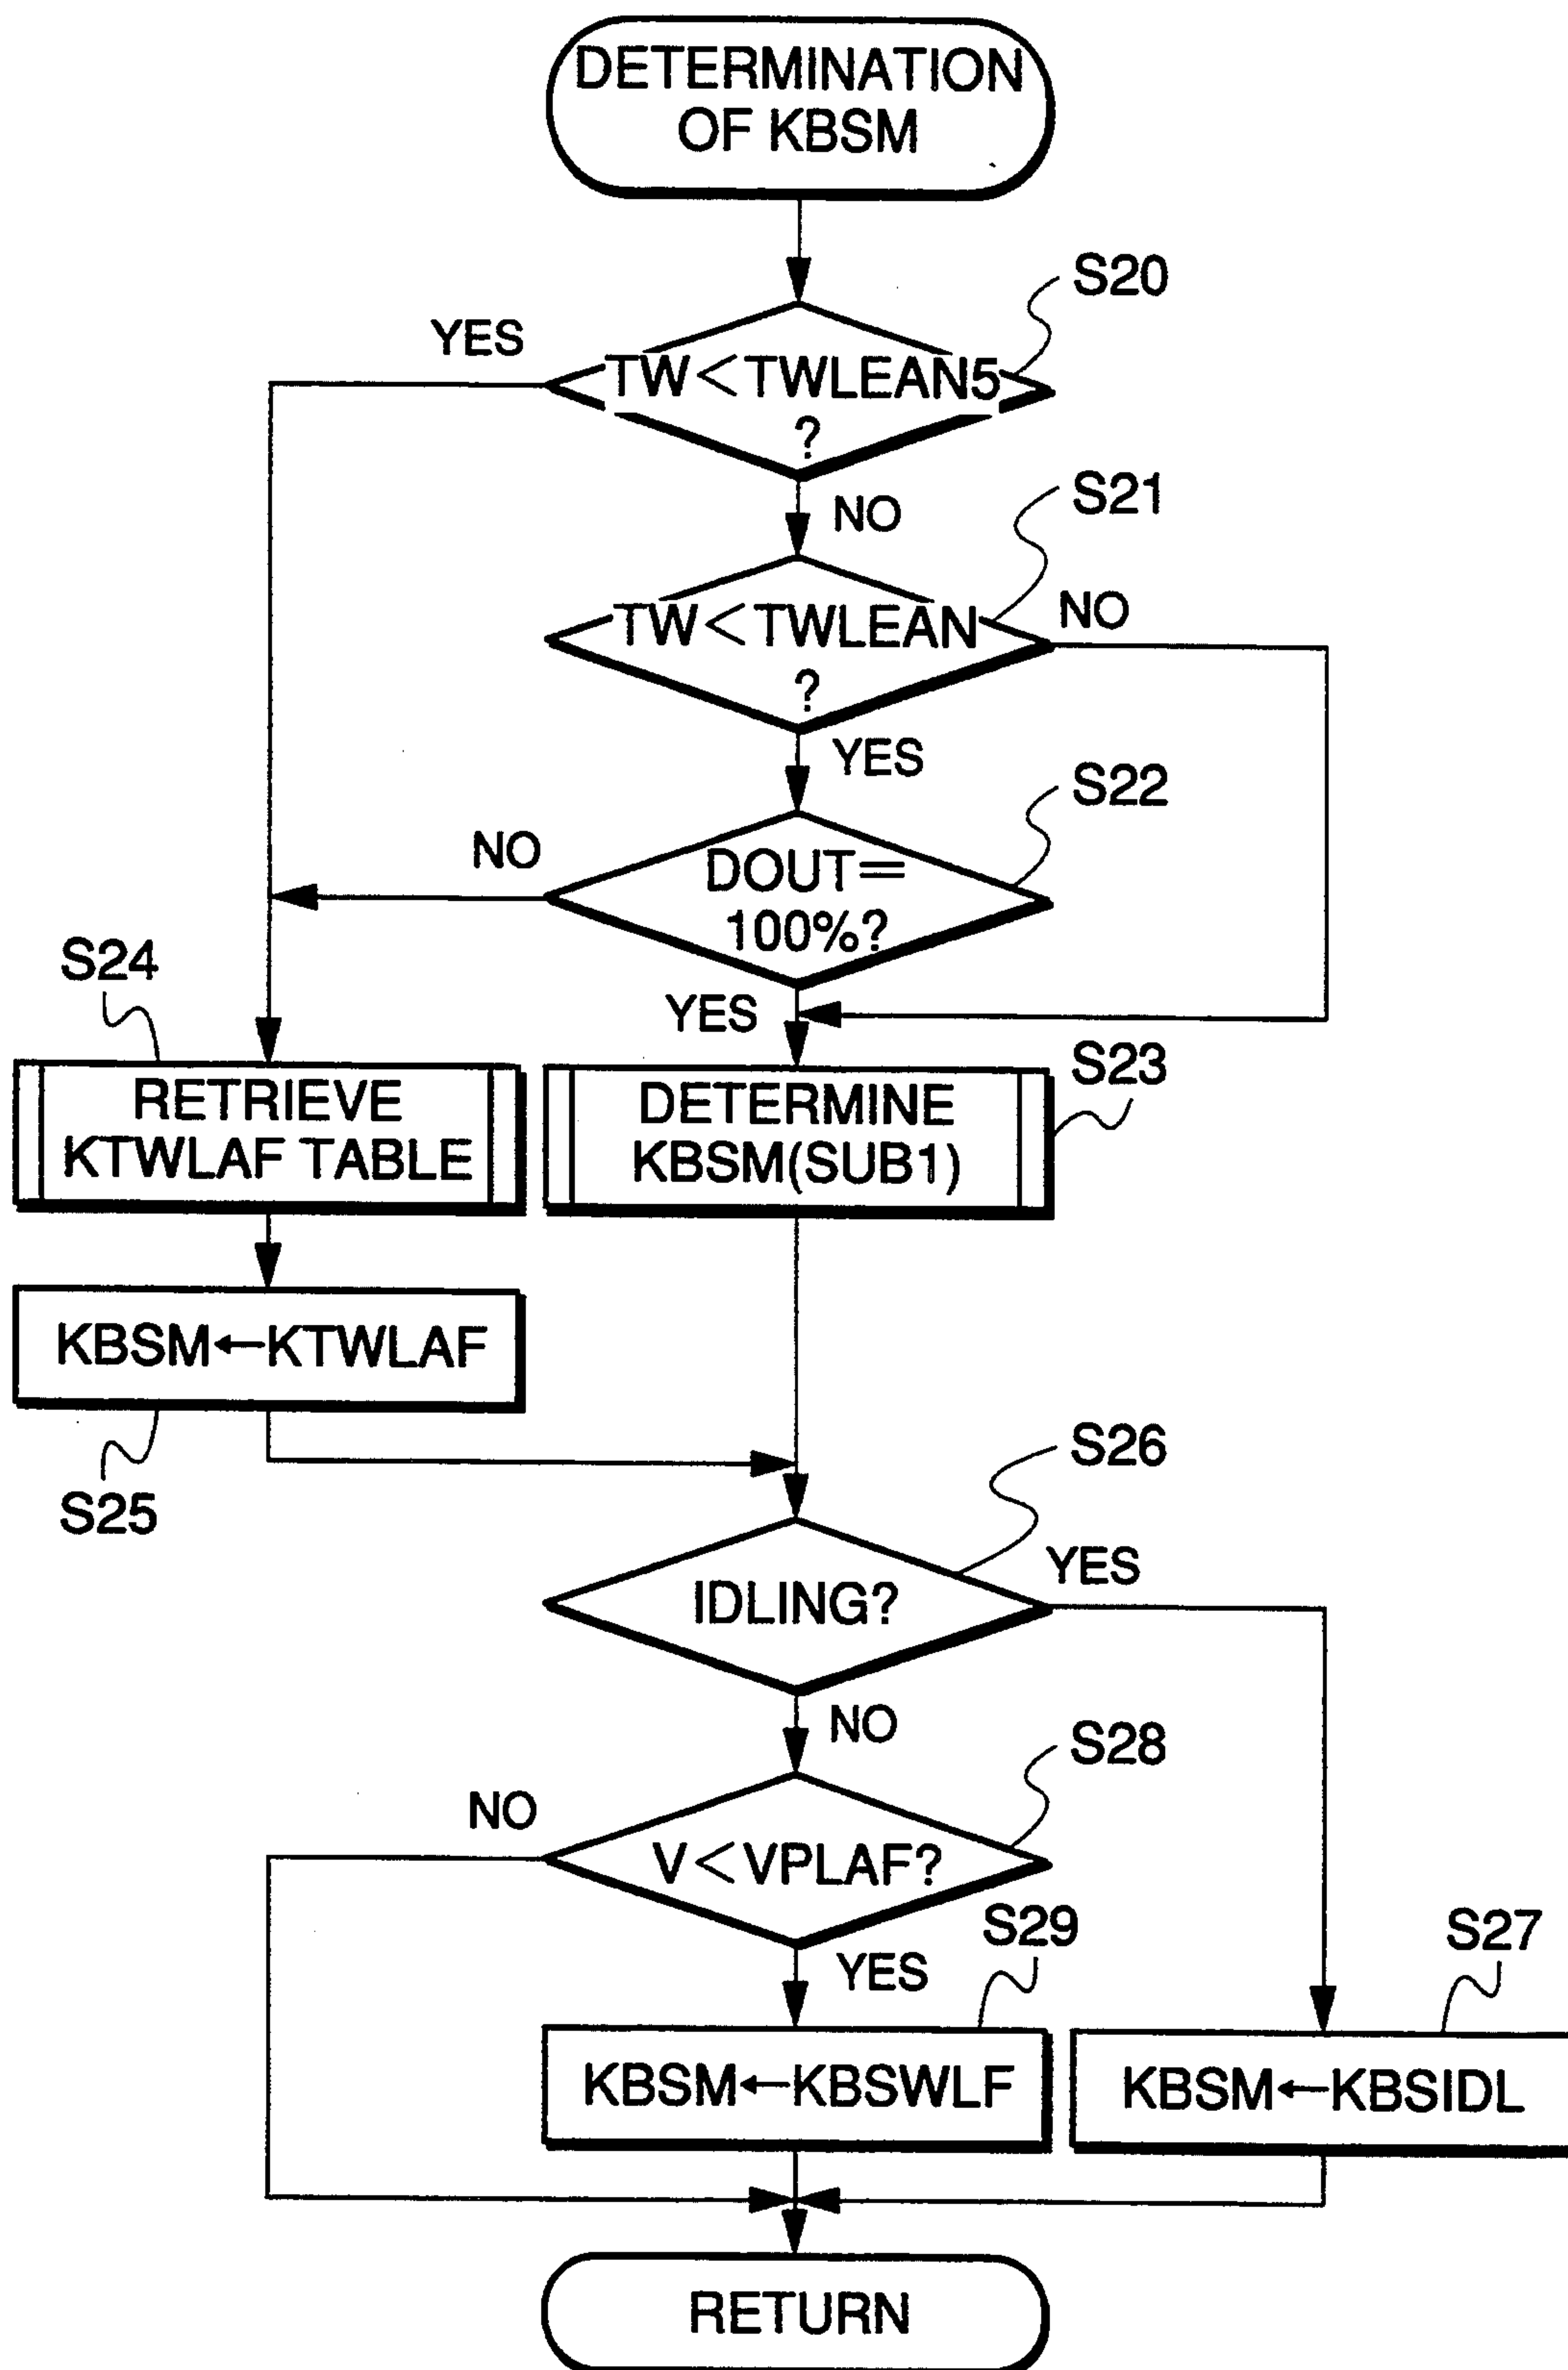 DETERMINATION
OF KBSM
S20
YES
TW<TWLEAN5
?
NO
S21
TW<TWLEAN
?
NO
YES
S22
NO
DOUT=
100%?
YES
S24
S23
RETRIEVE
KTWLAF TABLE
DETERMINE
KBSM(SUB1)
KBSM←KTWLAF
S25
S26
IDLING?
YES
NO
S28
NO
V<VPLAF?
YES
S29
S27
KBSM←KBSWLF
KBSM←KBSIDL
RETURN